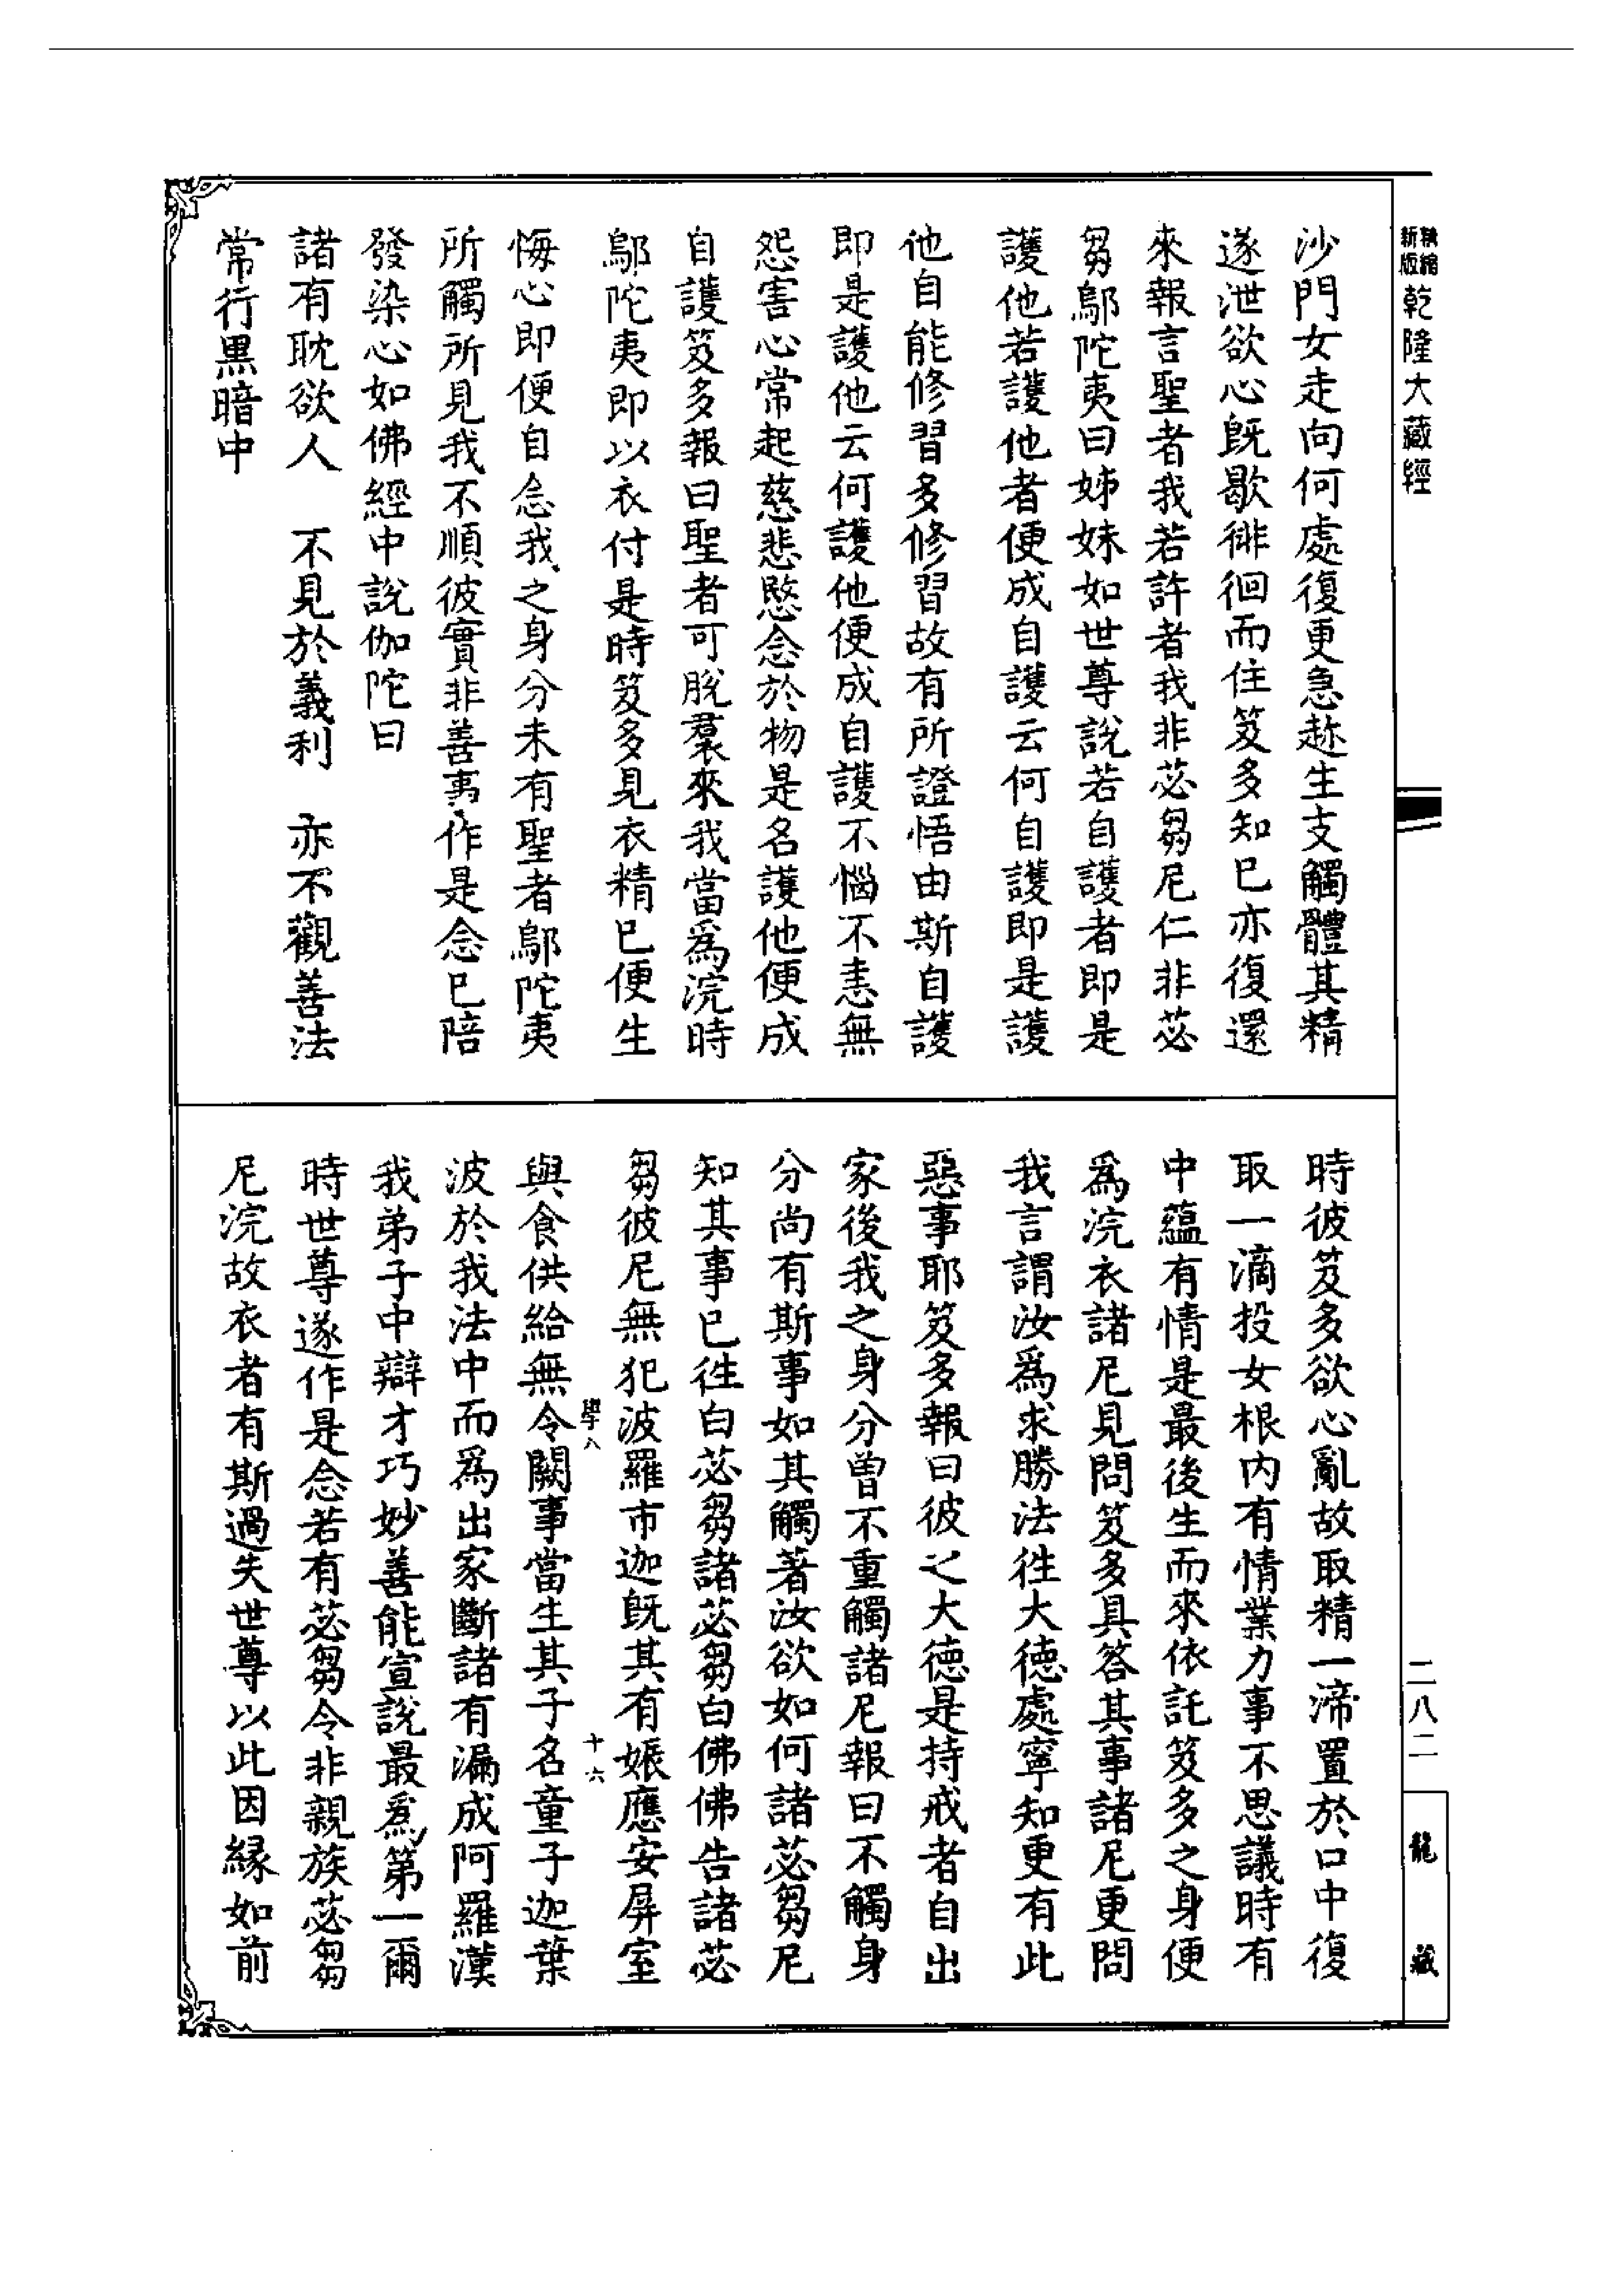 新版精縮乾隆大藏經
沙門女走向何處復更急趂生支觸體其精
遂泄欲心旣歇徘徊而住笈多知已亦復還
來報言聖者我若許者我非苾芻尼仁非苾
芻鄔陀夷曰姊妹如世尊說若自護者即是
護他若護他者便成自護云何自護即是護
他自能修習多修習故有所證悟由斯自護
即是護他云何護他便成自護不惱不恚無
怨害心常起慈悲愍念於物是名護他便成
自護笈多報曰聖者可脫羣來我當爲浣時
鄔陀夷即以衣付是時笈多見衣精已便生
悔心即便自念我之身分未有聖者鄔陀夷
所觸所見我不順彼實非善事作是念已陪
發染心如佛經中說伽陀曰
諸有耽欲人　不見於義利　亦不觀善法
常行黑暗中
時彼笈多欲心亂故取精一渧置於口中復
取一滴投女根內有情業力事不思議時有
中蘊有情是最後生而來依託笈多之身便
爲浣衣諸尼見問笈多具答其事諸尼更問
我言謂汝爲求勝法往大德處寧知更有此
惡事耶笈多報曰彼之大德是持戒者自出
家後我之身分曾不重觸諸尼報曰不觸身
分尚有斯事如其觸著汝欲如何諸苾芻尼
知其事已徃白苾芻諸苾芻白佛佛告諸苾
芻彼尼無犯波羅市迦旣其有娠應安屏室
與食供給無令闕事當生其子名童子迦葉
波於我法中而爲出家斷諸有漏成阿羅漢
我弟子中辯才巧妙善能宣說最爲第一爾
時世尊遂作是念若有苾芻令非親族苾芻
尼浣故衣者有斯過失世尊以此因緣如前
十六
二八二
龍藏